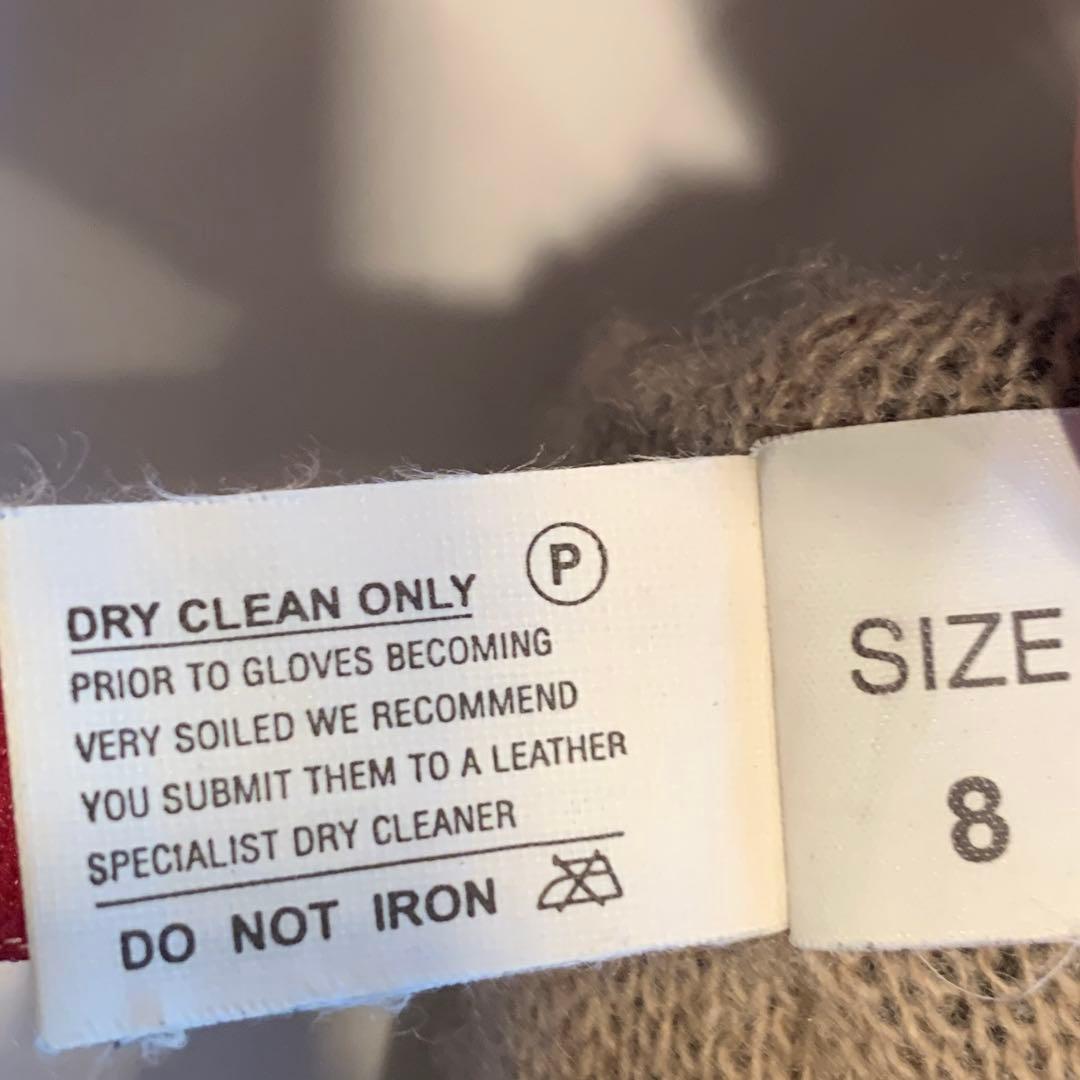 DRY CLEAN ONLY P
PRIOR TO GLOVES BECOMING
VERY SOILED WE RECOMMEND
YOU SUBMIT THEM TO A LEATHER
SPECIALIST DRY CLEANER
DO NOT IRON
SIZE
8